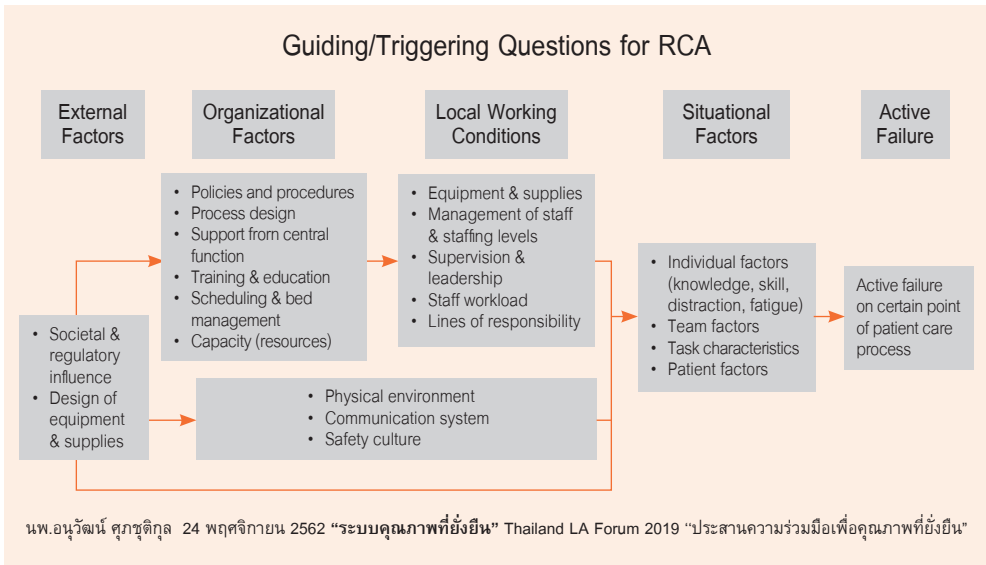 Guiding/Triggering Questions for RCA
External
Factors
Organizational
Factors
Local Working
Conditions
Situational
Factors
Active
Failure
• Societal &
regulatory
influence
• Design of
equipment
& supplies
• Policies and procedures
• Process design
• Support from central
function
• Training & education
• Scheduling & bed
management
• Capacity (resources)
• Equipment & supplies
• Management of staff
& staffing levels
• Supervision &
leadership
• Staff workload
• Lines of responsibility
• Physical environment
• Communication system
• Safety culture
• Individual factors
(knowledge, skill,
distraction, fatigue)
• Team factors
• Task characteristics
• Patient factors
Active failure
on certain point
of patient care
process
นพ.อนุวัฒน์ ศุภชุติกุล 24 พฤศจิกายน 2562 “ระบบคุณภาพที่ยั่งยืน” Thailand LA Forum 2019 “ประสานความร่วมมือเพื่อคุณภาพที่ยั่งยืน”